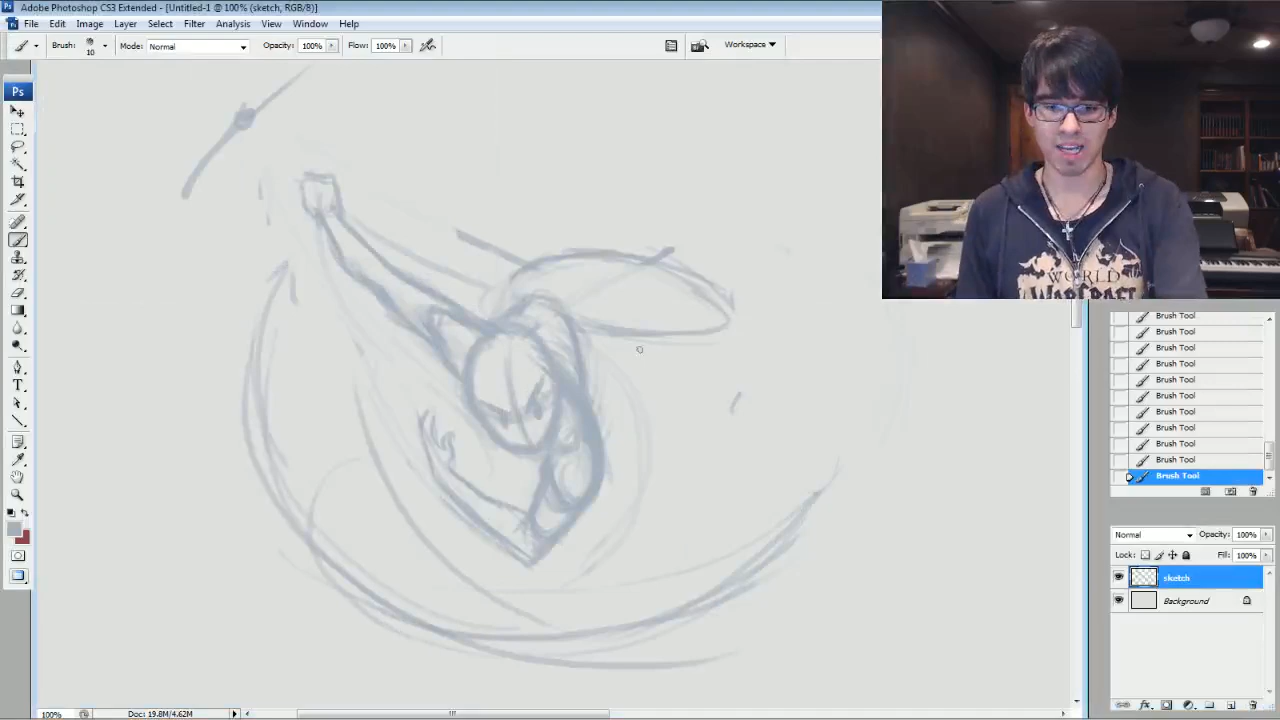 Adobe Photoshop CS3 Extended - [Untitled-1 @ 100% (sketch, RGB/8)]
File Edit Image Layer Select Filter Analysis View Window Help
Brush: 10 Mode: Normal Opacity: 100% Flow: 100% Workspace
Ps
T
WORLD
WARCRAFT
Brush Tool
Brush Tool
Brush Tool
Brush Tool
Brush Tool
Brush Tool
Brush Tool
Brush Tool
Brush Tool
Brush Tool
Brush Tool
Normal Opacity: 100%
Lock: Fill: 100%
sketch
Background
100% Doc: 19.8M/4.62M